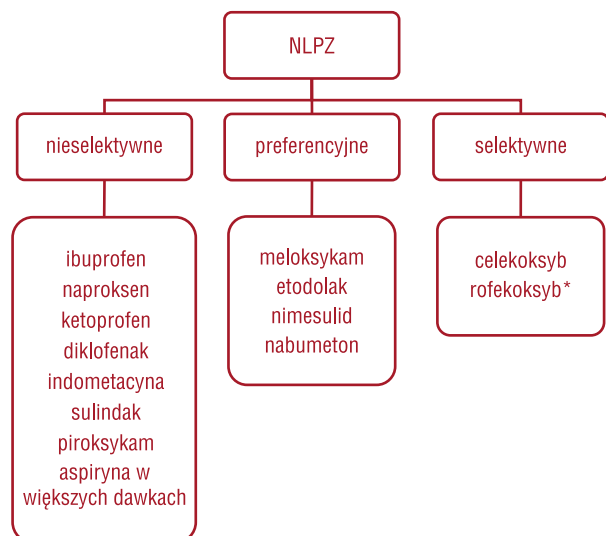 NLPZ
nieselektywne
preferencyjne
selektywne
ibuprofen
naproksen
ketoprofen
diklofenak
indometacyna
sulindak
piroksykam
aspiryna w
większych dawkach
meloksykam
etodolak
nimesulid
nabumeton
celekoksyb
rofekoksyb*